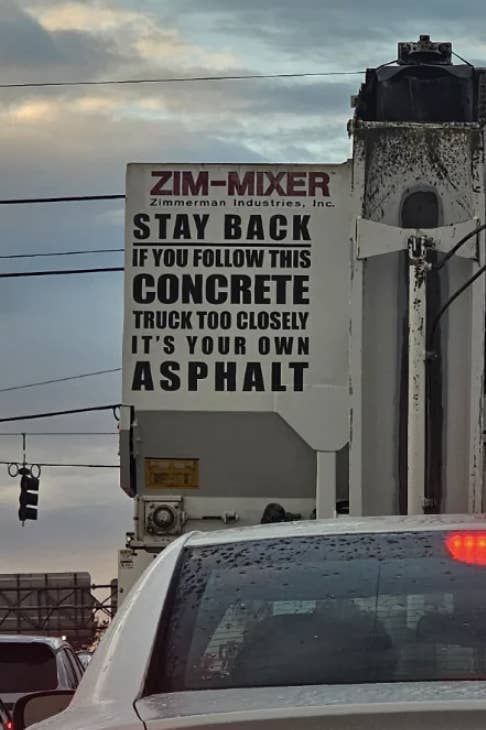 ZIM-MIXER
Zimmerman Industries, Inc.
STAY BACK
IF YOU FOLLOW THIS
CONCRETE
TRUCK TOO CLOSELY
IT'S YOUR OWN
ASPHALT